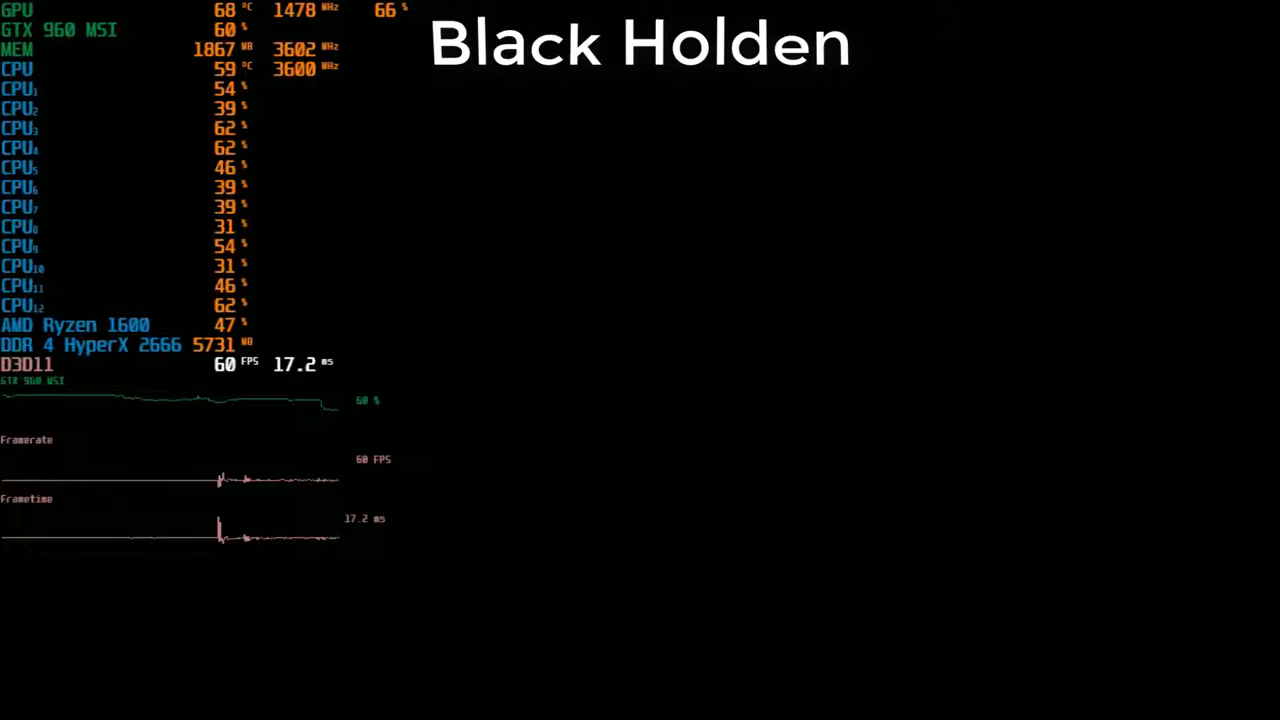 Black Holden
GPU 68 °C 1478 MHz 66 %
GTX 960 MSI 60 %
MEM 1867 MB 3602 MHz
CPU 59 °C 3600 MHz
CPU1 54 %
CPU2 39 %
CPU3 62 %
CPU4 62 %
CPU5 46 %
CPU6 39 %
CPU7 39 %
CPU8 31 %
CPU9 54 %
CPU10 31 %
CPU11 46 %
CPU12 62 %
AMD Ryzen 1600 47 %
DDR 4 HyperX 2666 5731 MB
D3D11 60 FPS 17.2 ms
GTX 960 MSI
60 %
Framerate
60 FPS
Frametime
17.2 ms